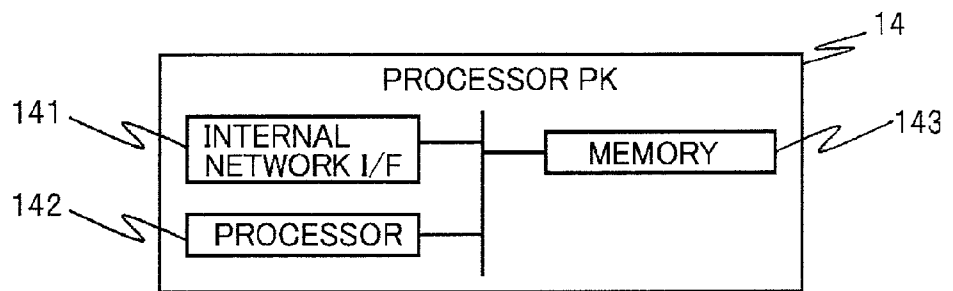 14
PROCESSOR PK
141
INTERNAL
NETWORK I/F
MEMORY
143
142
PROCESSOR